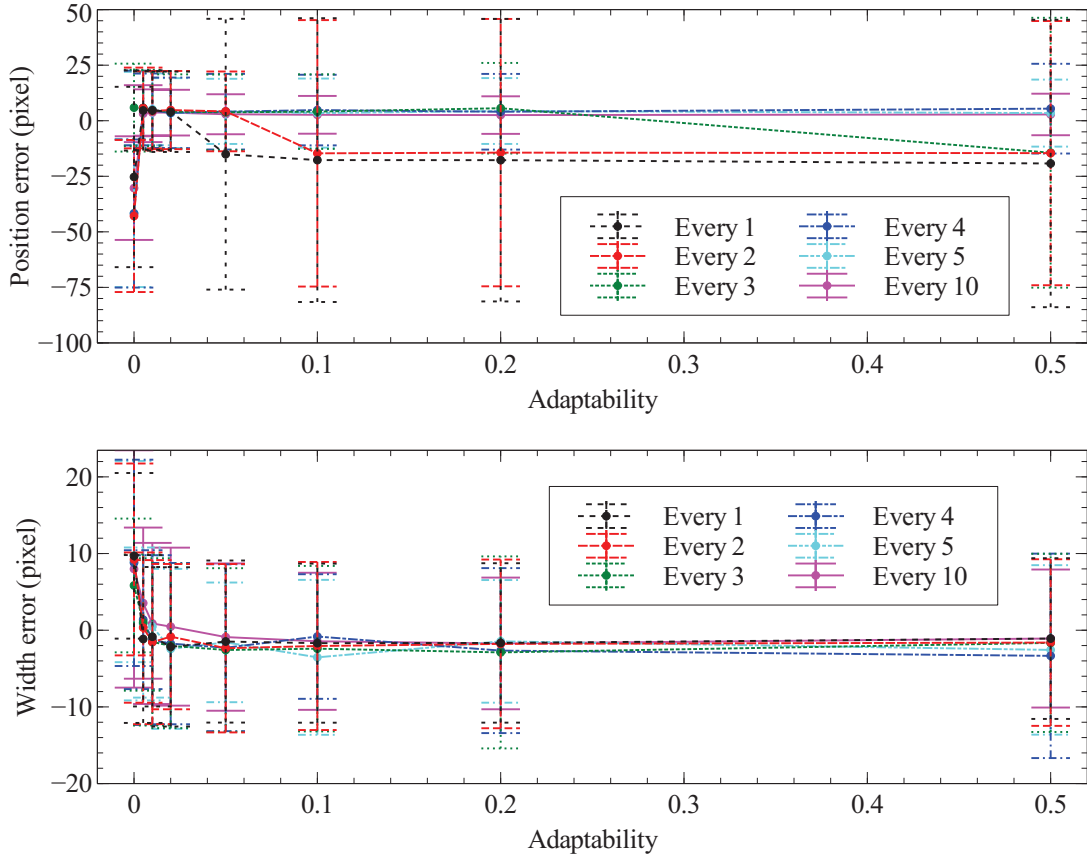 50
25
0
−25
−50
−75
−100
Position error (pixel)
Every 1
Every 2
Every 3
Every 4
Every 5
Every 10
0
0.1
0.2
0.3
0.4
0.5
Adaptability
20
10
0
−10
−20
Width error (pixel)
Every 1
Every 2
Every 3
Every 4
Every 5
Every 10
0
0.1
0.2
0.3
0.4
0.5
Adaptability